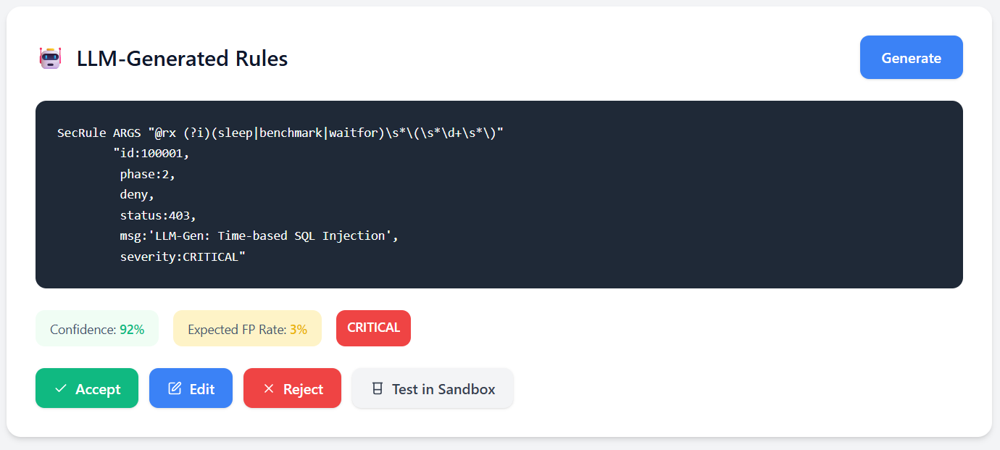 LLM-Generated Rules
Generate
SecRule ARGS "@rx (?i)(sleep|benchmark|waitfor)\s*\(\s*\d+\s*\)"
"id:100001,
phase:2,
deny,
status:403,
msg:'LLM-Gen: Time-based SQL Injection',
severity:CRITICAL"
Confidence: 92%
Expected FP Rate: 3%
CRITICAL
Accept
Edit
Reject
Test in Sandbox